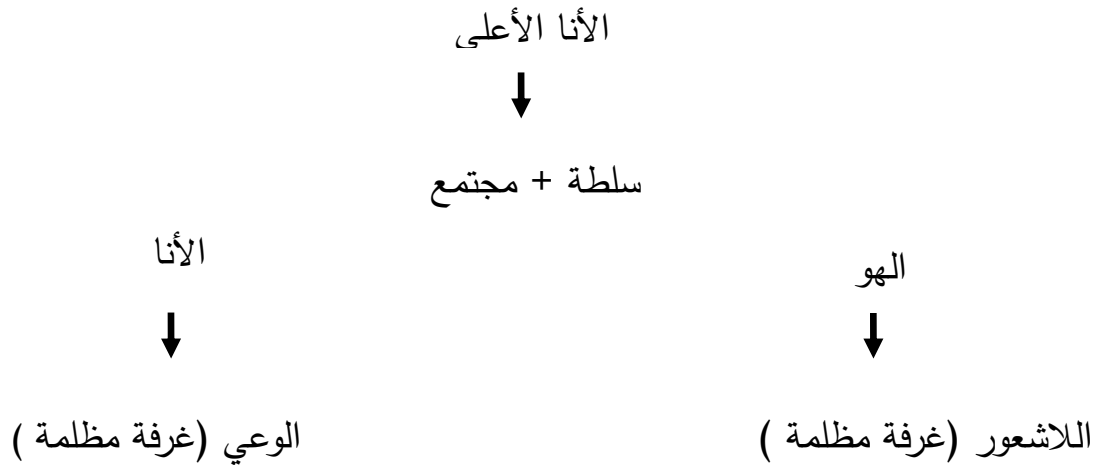 الأنا الأعلى
سلطة + مجتمع
الهو
الأنا
اللاشعور (غرفة مظلمة )
الوعي (غرفة مظلمة )